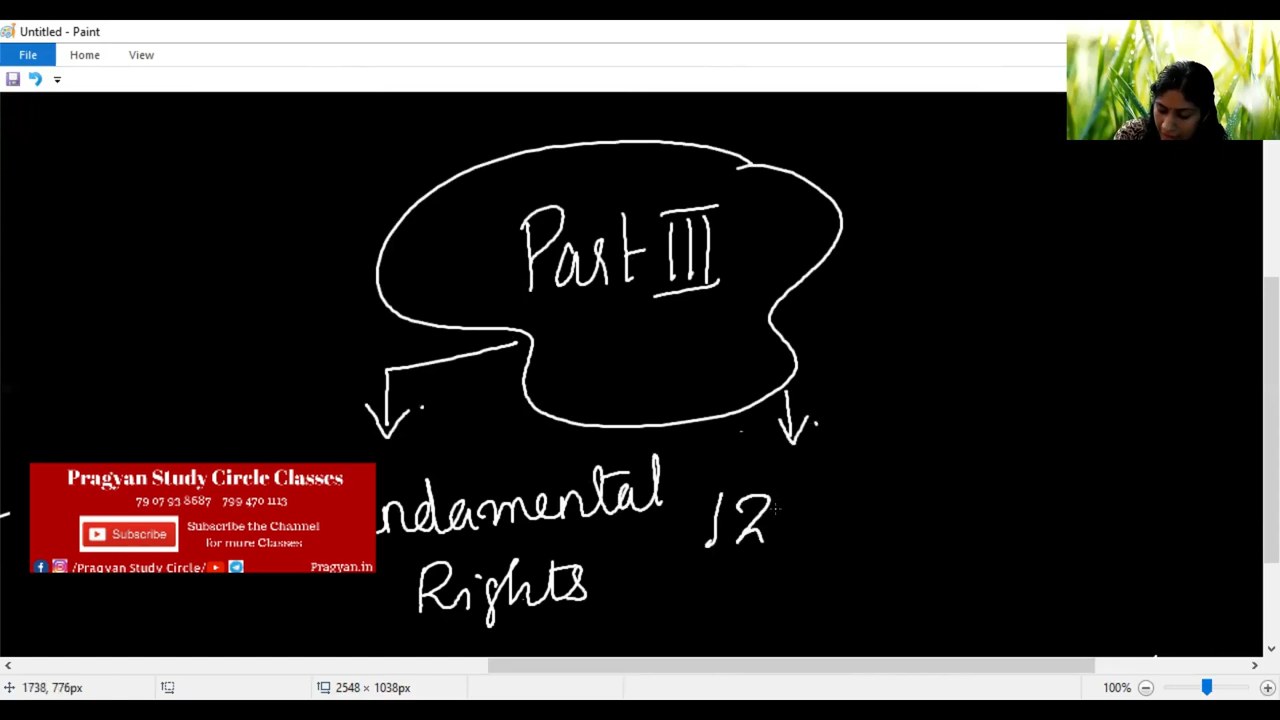 Untitled - Paint
File Home View
Part III
Pragyan Study Circle Classes
79 07 93 8687 799 470 1113
Subscribe
Subscribe the Channel
for more Classes
/Pragyan Study Circle/
Pragyan.in
ndamental
Rights
12
1738, 776px
2548 × 1038px
100%